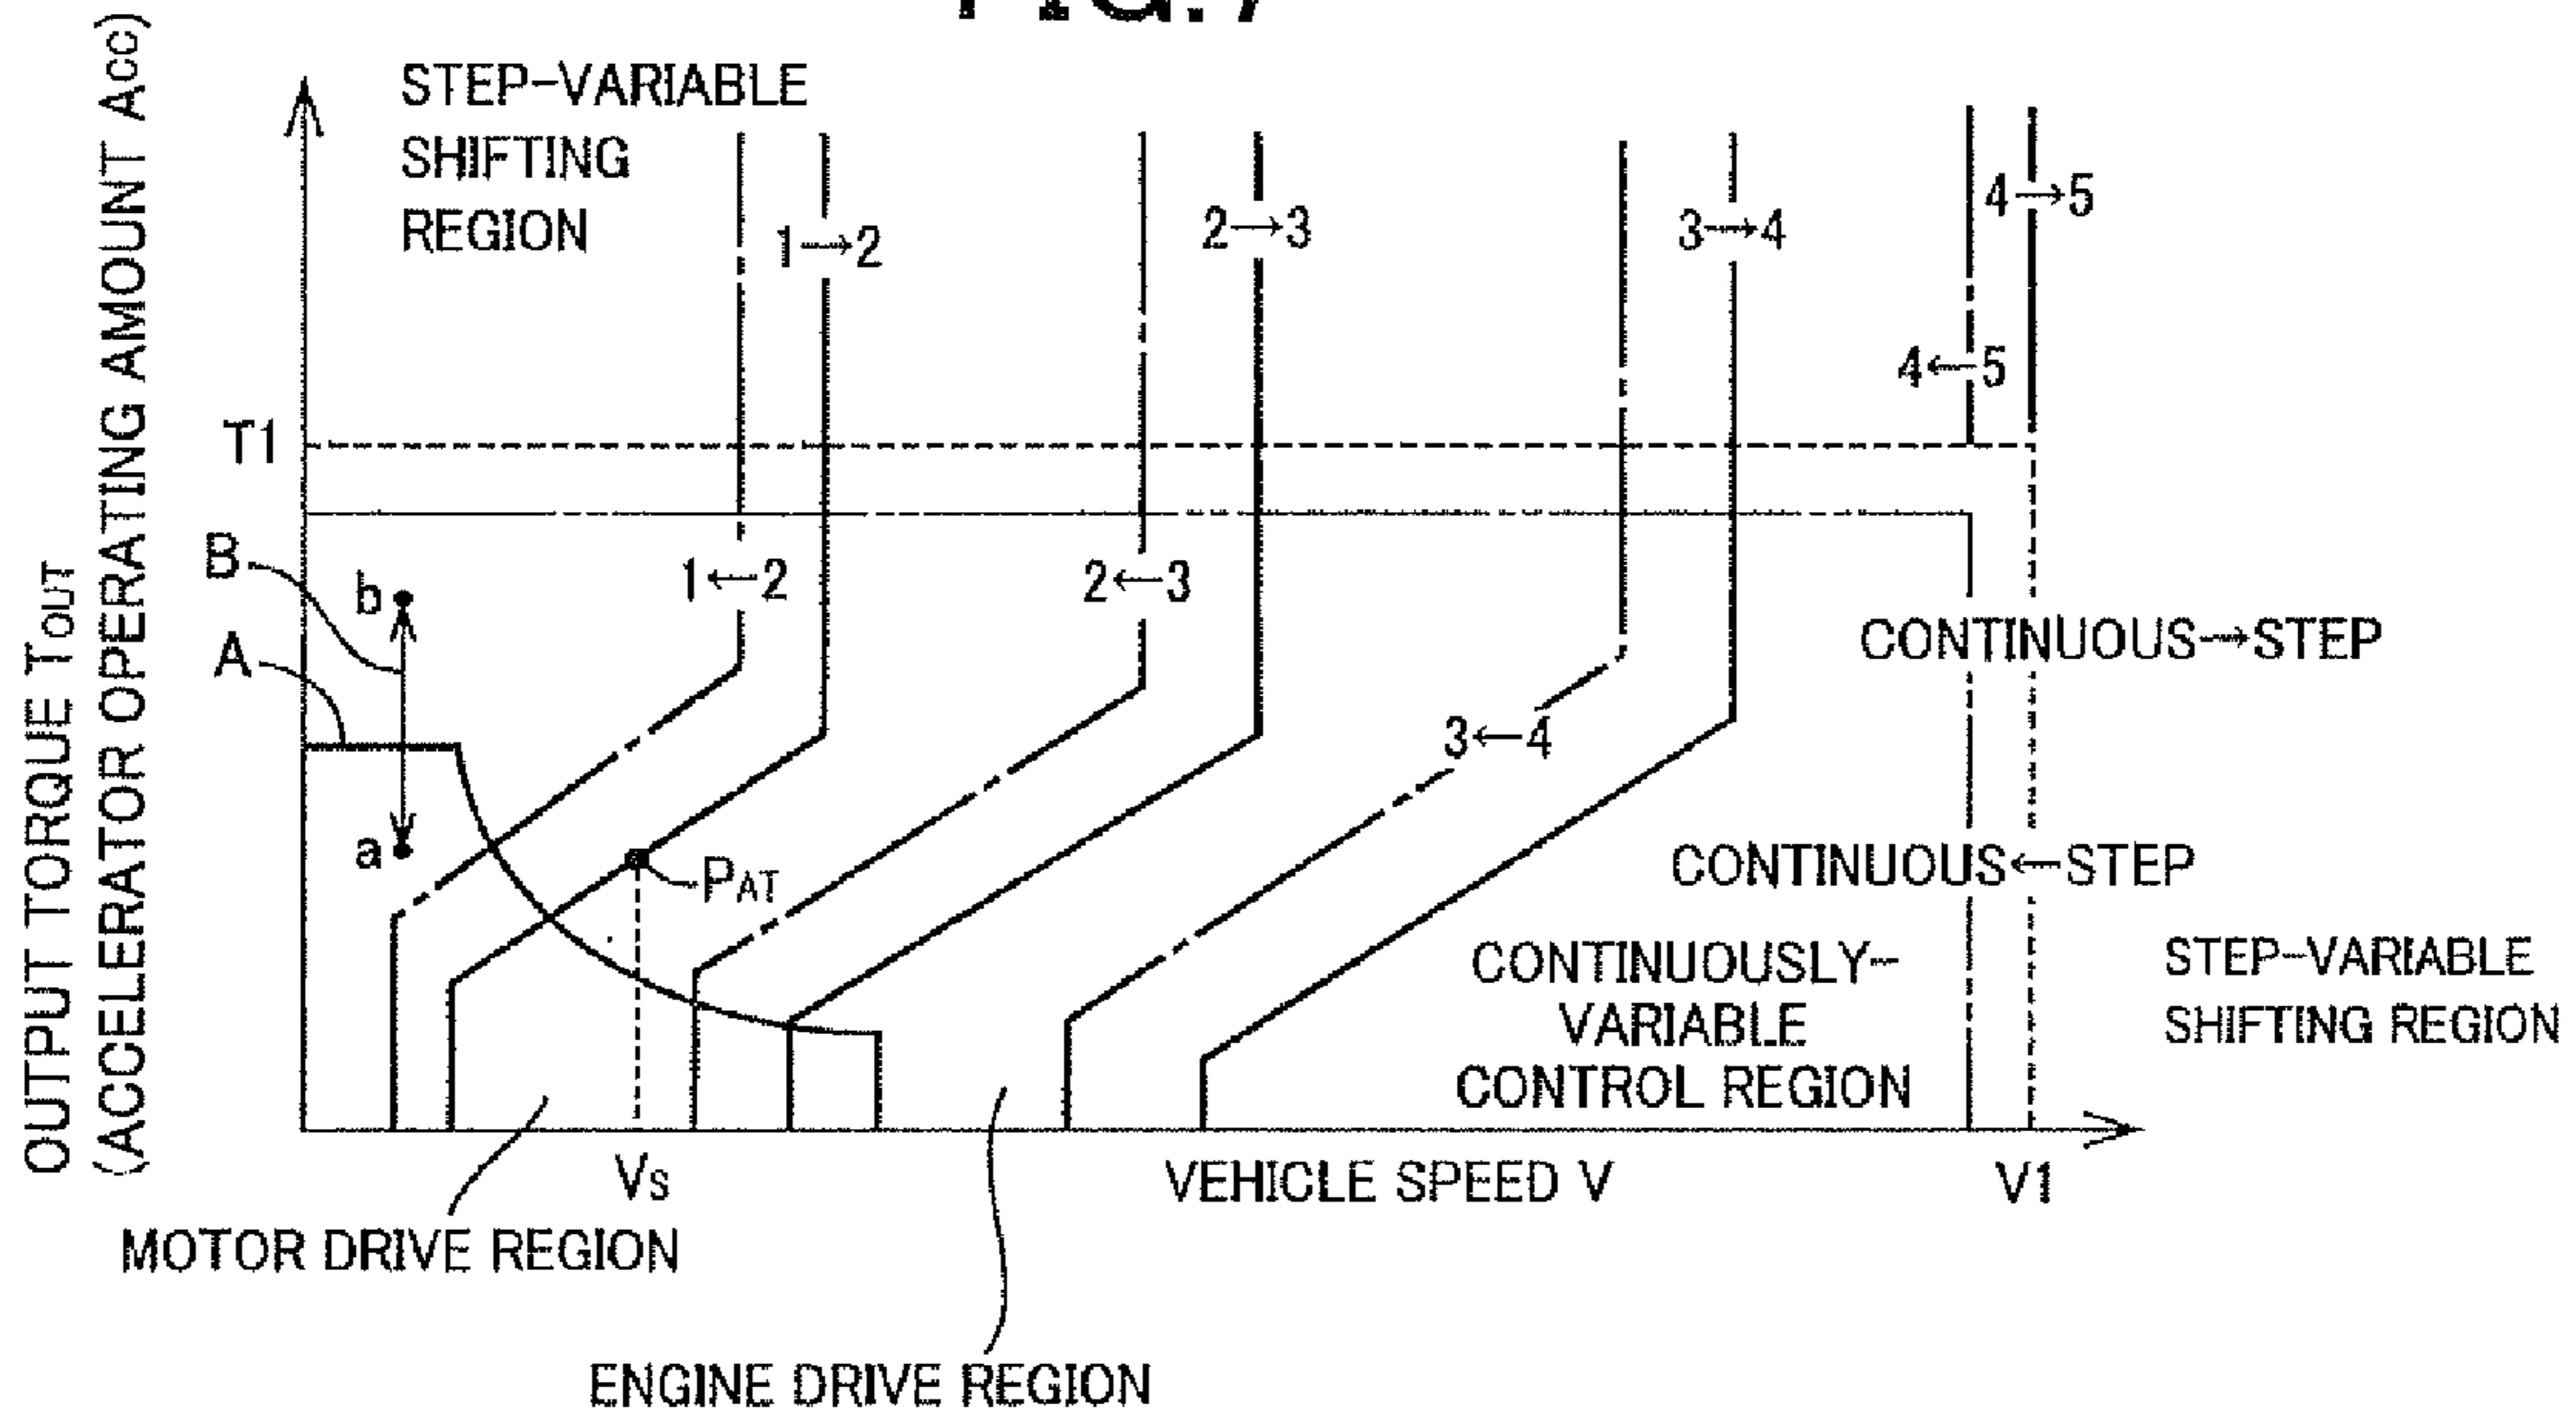 FIG.7
OUTPUT TORQUE TOUT
(ACCELERATOR OPERATING AMOUNT Acc)
STEP-VARIABLE
SHIFTING
REGION
1→2
2→3
3→4
4→5
4←5
T1
B
b
1←2
2←3
A
CONTINUOUS→STEP
3←4
a
PAT
CONTINUOUS←STEP
CONTINUOUSLY-
VARIABLE
CONTROL REGION
STEP-VARIABLE
SHIFTING REGION
Vs
VEHICLE SPEED V
V1
MOTOR DRIVE REGION
ENGINE DRIVE REGION